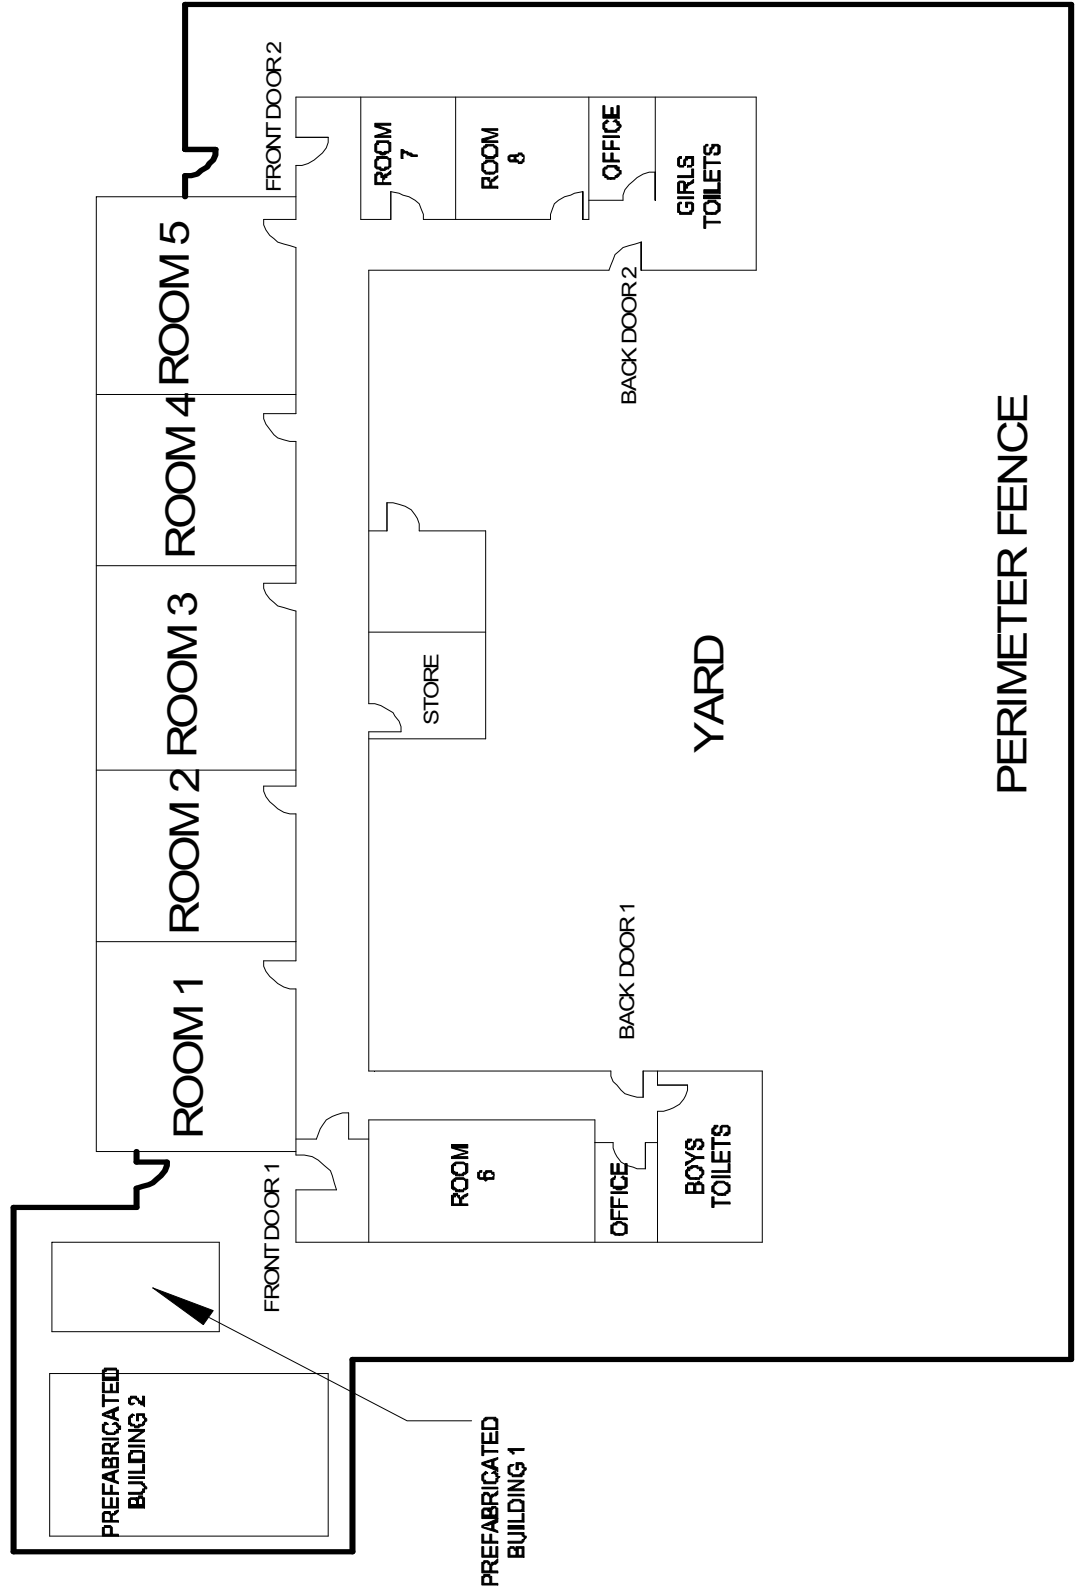 PREFABRICATED
BUILDING 2
PREFABRICATED
BUILDING 1
ROOM 1
ROOM 2
ROOM 3
ROOM 4
ROOM 5
FRONT DOOR 1
FRONT DOOR 2
ROOM
6
OFFICE
BOYS
TOILETS
BACK DOOR 1
STORE
ROOM
7
ROOM
8
OFFICE
GIRLS
TOILETS
BACK DOOR 2
YARD
PERIMETER FENCE